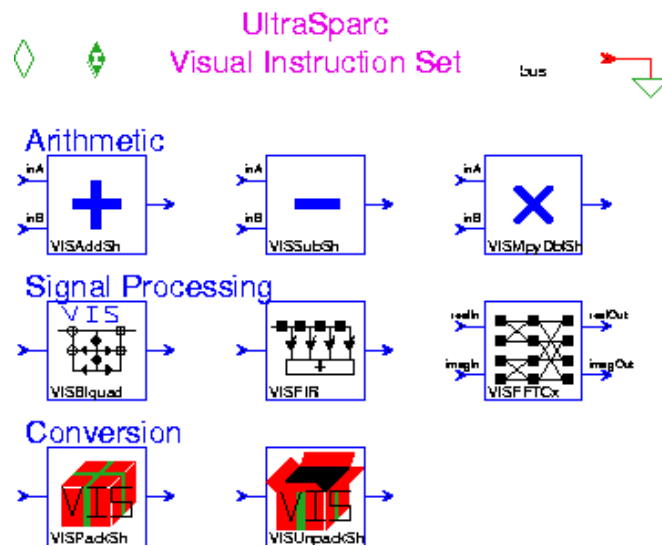 UltraSparc
Visual Instruction Set
bus
Arithmetic
inA inA inA
inB inB inB
VISAddSh VISSubSh VISMpyDblSh
Signal Processing
VIS
realIn realOut
imagIn imagOut
VISBiquad VISFIR VISFFTCx
Conversion
VIS VIS
VISPackSh VISUnpackSh